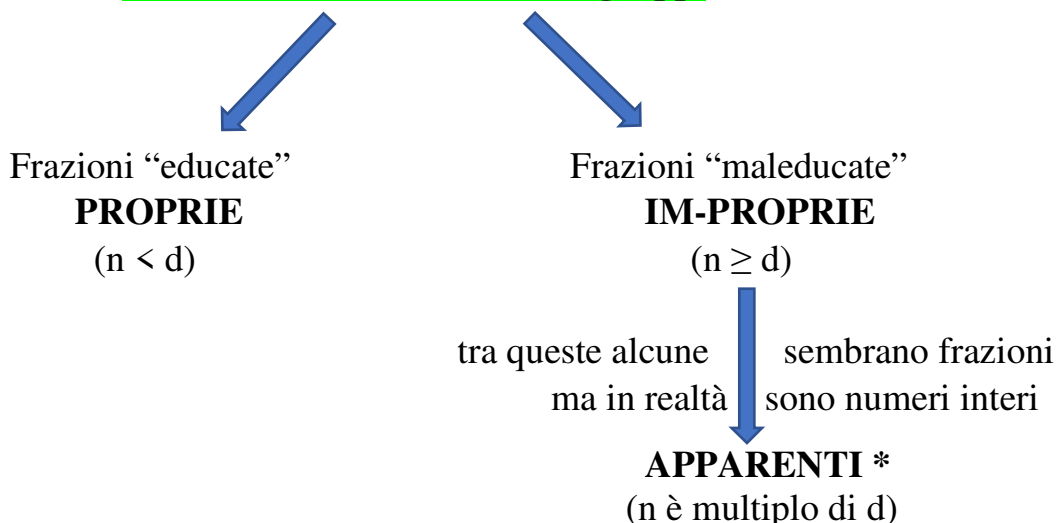 Frazioni “educate”
PROPRIE
(n < d)
Frazioni “maleducate”
IM-PROPRIE
(n ≥ d)
tra queste alcune sembrano frazioni
ma in realtà sono numeri interi
APPARENTI *
(n è multiplo di d)